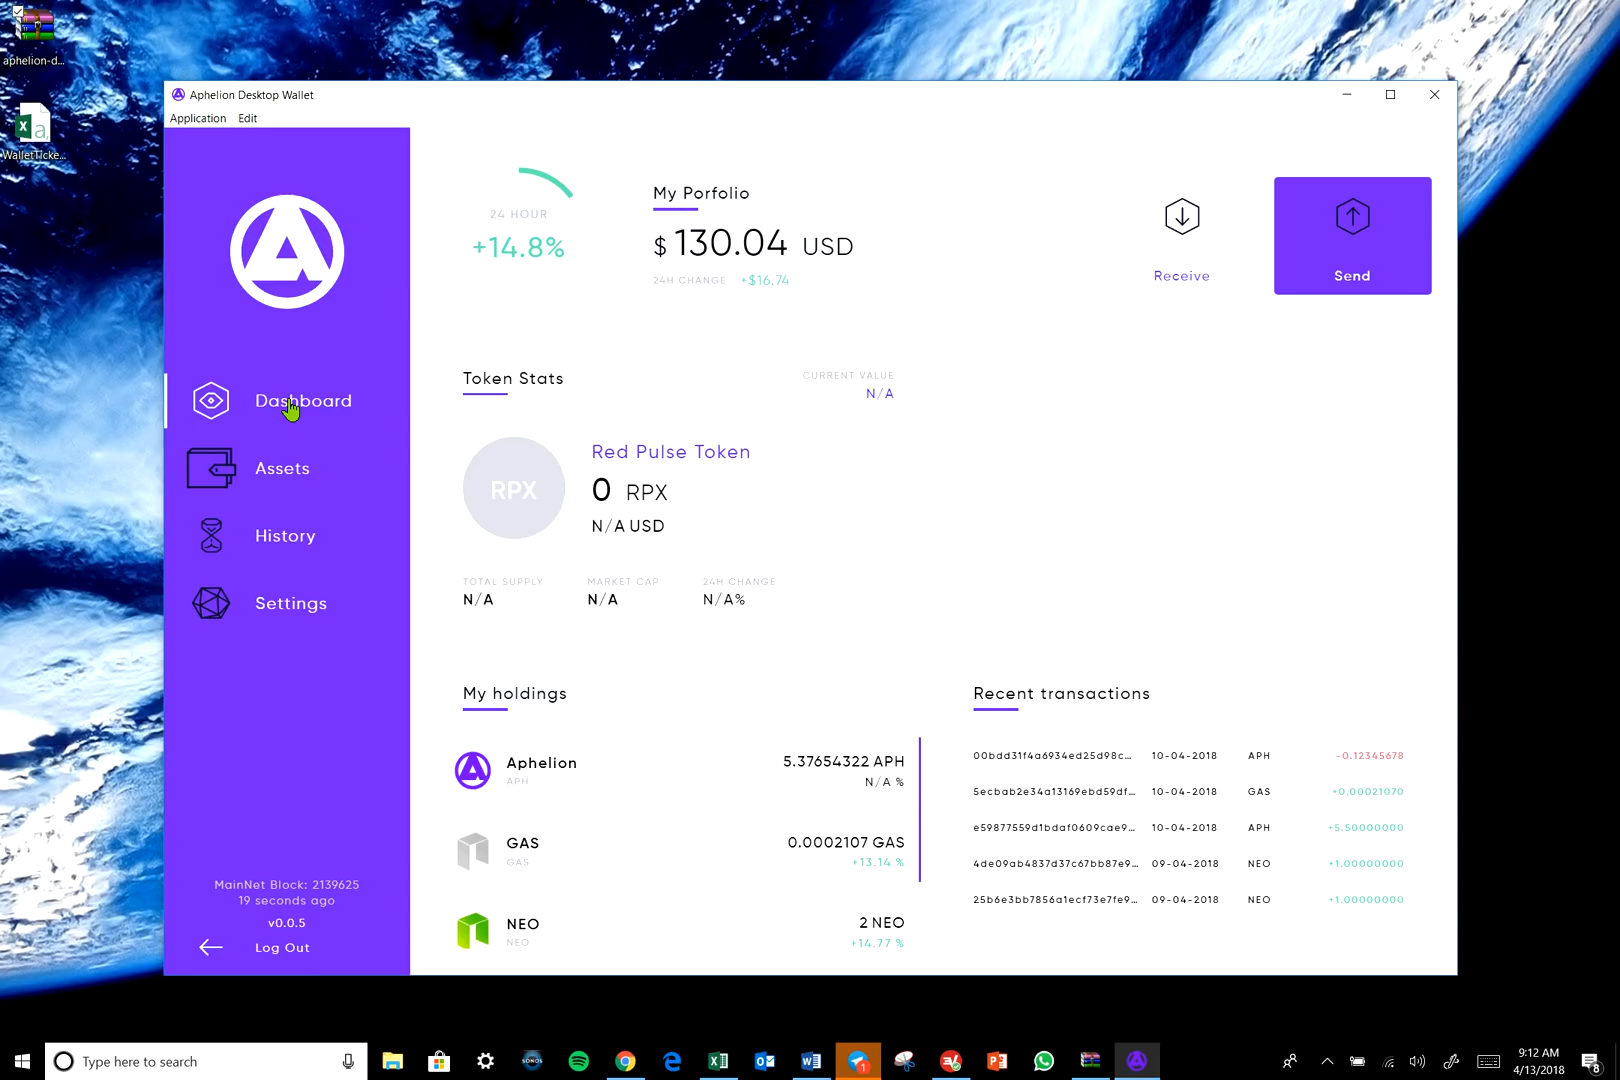 aphelion-d...
WalletTicke...
Aphelion Desktop Wallet
Application Edit
Dashboard
Assets
History
Settings
MainNet Block: 2139625
19 seconds ago
v0.0.5
Log Out
24 HOUR
+14.8%
My Porfolio
$ 130.04 USD
24H CHANGE +$16.74
Receive
Send
Token Stats
CURRENT VALUE
N/A
RPX
Red Pulse Token
0 RPX
N/A USD
TOTAL SUPPLY MARKET CAP 24H CHANGE
N/A N/A N/A%
My holdings
Aphelion 5.37654322 APH
APH N/A %
GAS 0.0002107 GAS
GAS +13.14 %
NEO 2 NEO
NEO +14.77 %
Recent transactions
00bdd31f4a6934ed25d98c... 10-04-2018 APH -0.12345678
5ecbab2e34a13169ebd59df... 10-04-2018 GAS +0.00021070
e59877559d1bdaf0609cae9... 10-04-2018 APH +5.50000000
4de09ab4837d37c67bb87e9... 09-04-2018 NEO +1.00000000
25b6e3bb7856a1ecf73e7fe9... 09-04-2018 NEO +1.00000000
Type here to search
SONOS
1
9:12 AM
4/13/2018
8